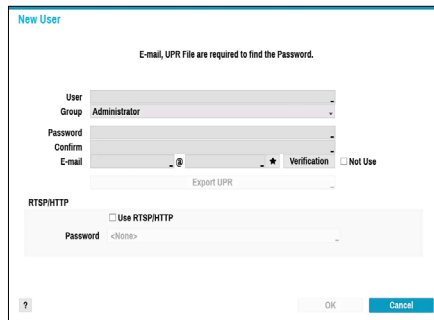 New User
E-mail, UPR File are required to find the Password.
User
Group Administrator
Password
Confirm
E-mail @ ★ Verification Not Use
Export UPR
RTSP/HTTP
Use RTSP/HTTP
Password <None>
? OK Cancel